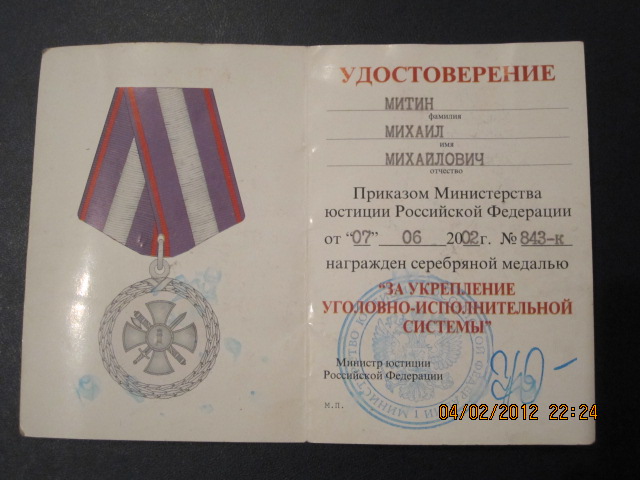 УДОСТОВЕРЕНИЕ
МИТИН
фамилия
МИХАИЛ
имя
МИХАЙЛОВИЧ
отчество
Приказом Министерства
юстиции Российской Федерации
от “07” 06 2002г. № 843-к
награжден серебряной медалью
“ЗА УКРЕПЛЕНИЕ
УГОЛОВНО-ИСПОЛНИТЕЛЬНОЙ
СИСТЕМЫ”
Министр юстиции
Российской Федерации
М.П.
04/02/2012 22:24